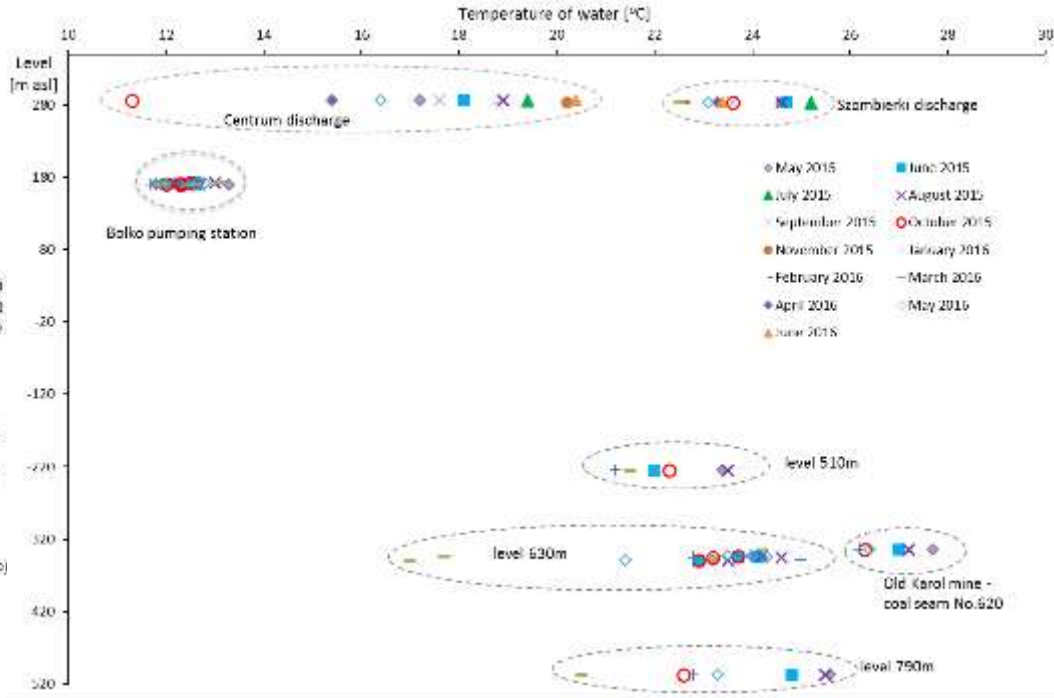 Temperature of water [°C]
10 12 14 16 18 20 22 24 26 28 30
Level
[m asl]
280
Centrum discharge
Szombierki discharge
180
May 2015 June 2015
July 2015 August 2015
September 2015 October 2015
Bolko pumping station
80
November 2015 January 2016
February 2016 March 2016
April 2016 May 2016
-20
June 2016
-120
-220
level 510m
-320
level 630m
Old Karol mine -
coal seam No.620
-420
level 790m
-520